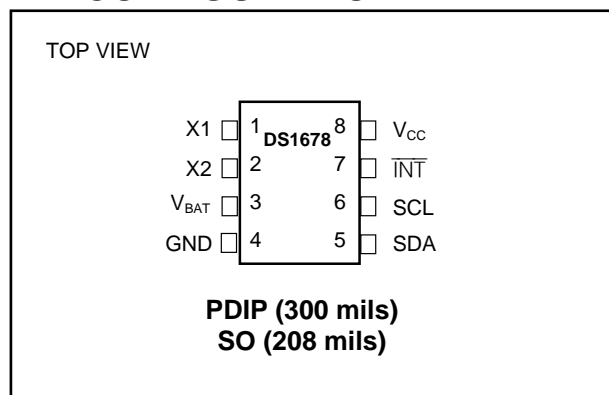 TOP VIEW
X1 1 DS1678 8 VCC
X2 2 7 INT
VBAT 3 6 SCL
GND 4 5 SDA
PDIP (300 mils)
SO (208 mils)